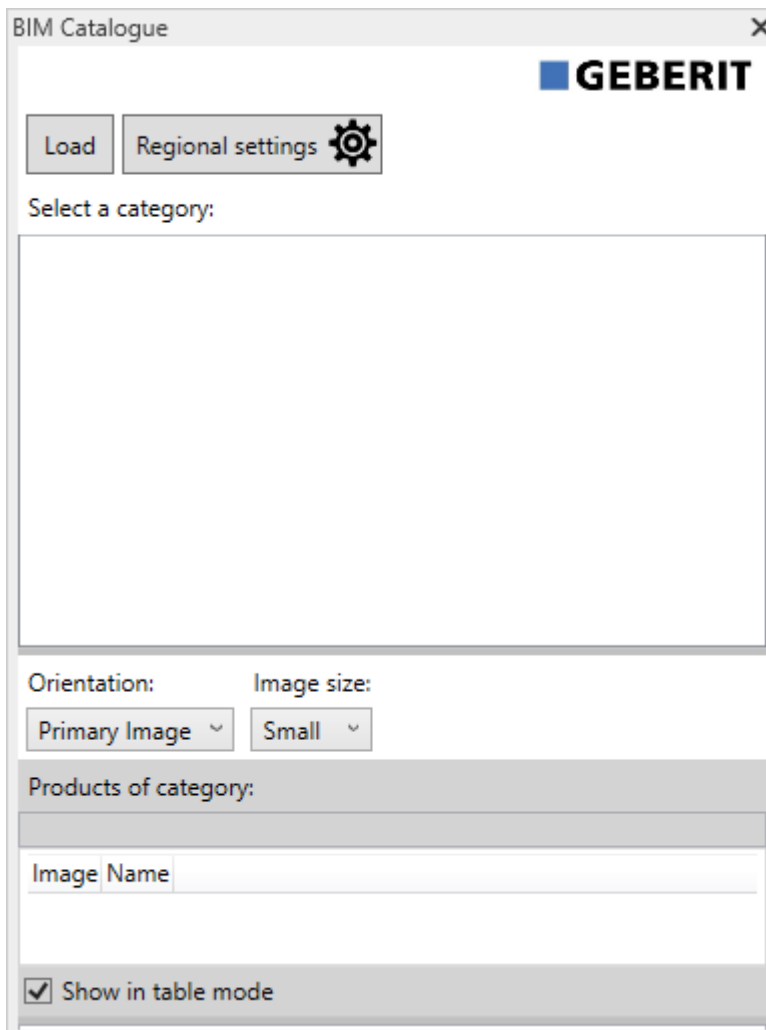 BIM Catalogue
GEBERIT
Load Regional settings
Select a category:
Orientation: Image size:
Primary Image Small
Products of category:
Image Name
Show in table mode